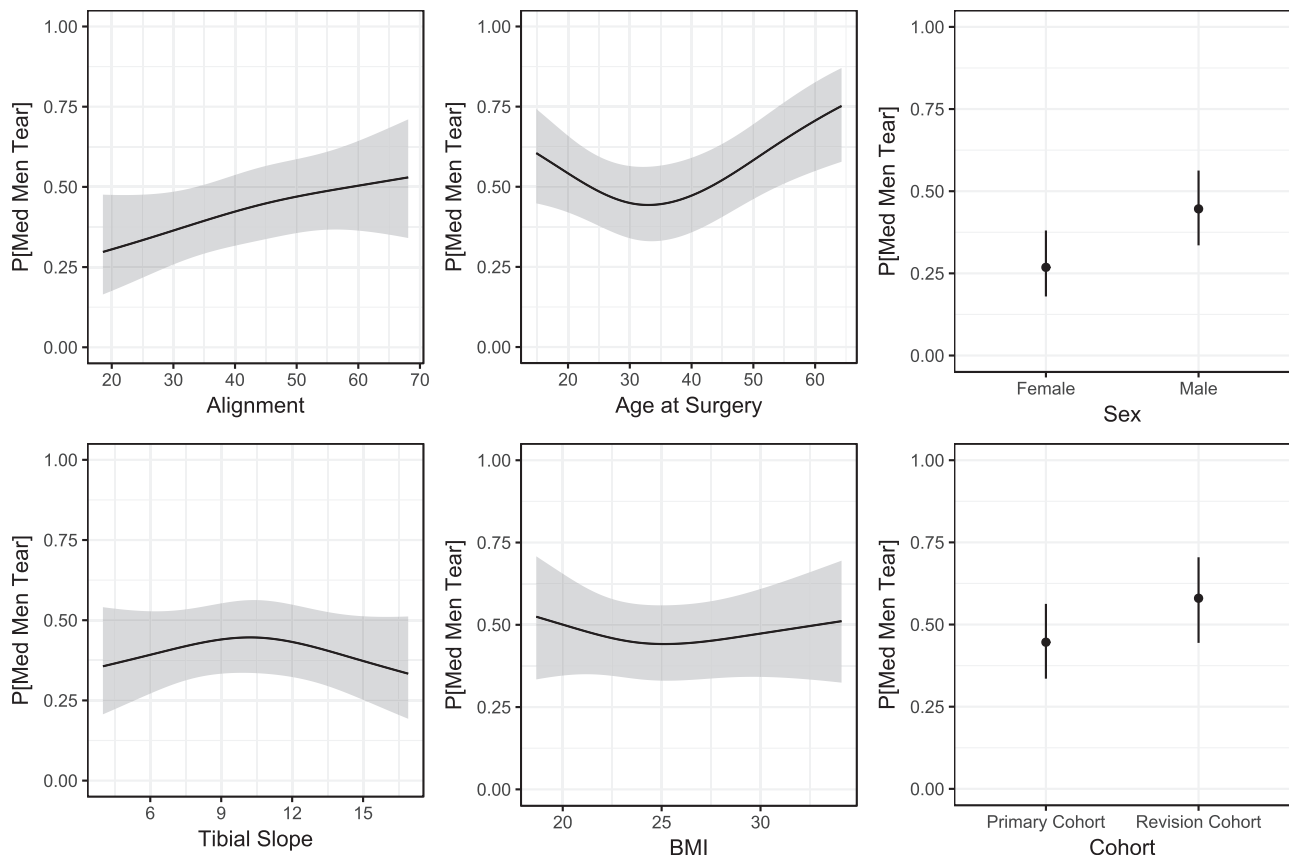 P[Med Men Tear]
1.00
0.75
0.50
0.25
0.00
20 30 40 50 60 70
Alignment
P[Med Men Tear]
1.00
0.75
0.50
0.25
0.00
20 30 40 50 60
Age at Surgery
P[Med Men Tear]
1.00
0.75
0.50
0.25
0.00
Female Male
Sex
P[Med Men Tear]
1.00
0.75
0.50
0.25
0.00
6 9 12 15
Tibial Slope
P[Med Men Tear]
1.00
0.75
0.50
0.25
0.00
20 25 30
BMI
P[Med Men Tear]
1.00
0.75
0.50
0.25
0.00
Primary Cohort Revision Cohort
Cohort